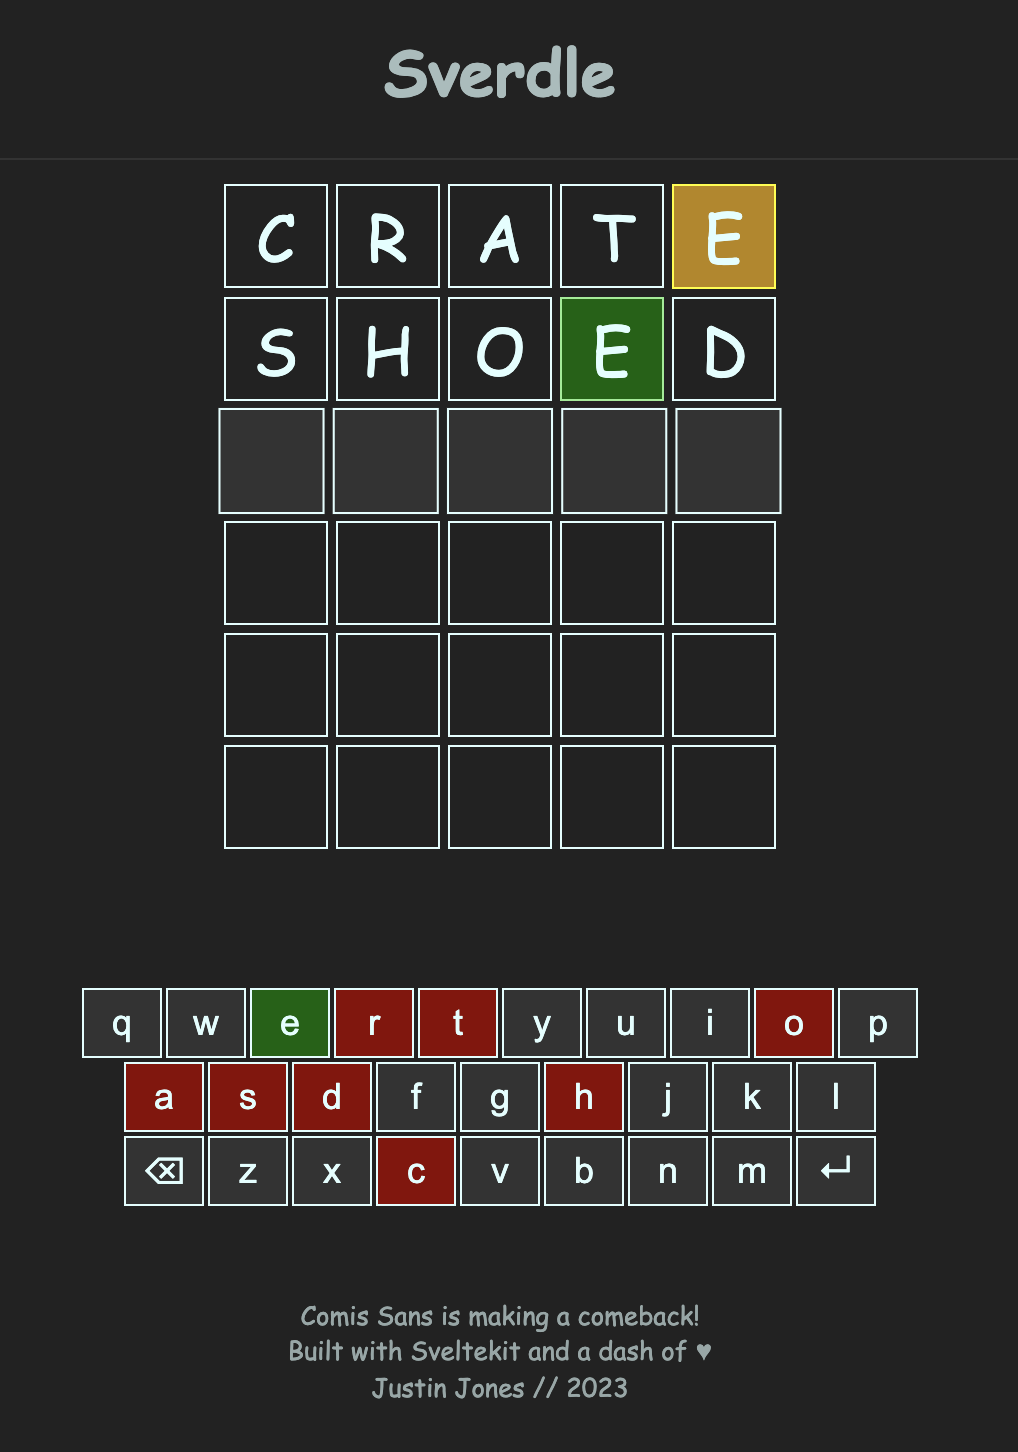 Sverdle
C R A T E
S H O E D
q w e r t y u i o p
a s d f g h j k l
z x c v b n m
Comis Sans is making a comeback!
Built with Sveltekit and a dash of ♥
Justin Jones // 2023